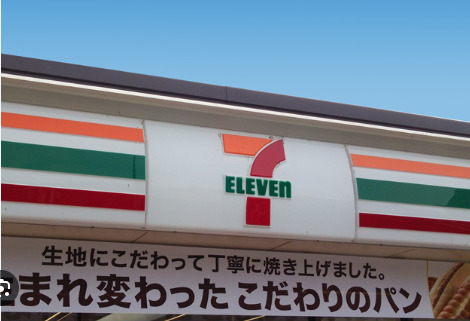 7
ELEVEn
生地にこだわって丁寧に焼き上げました。
まれ変わった こだわりのパン